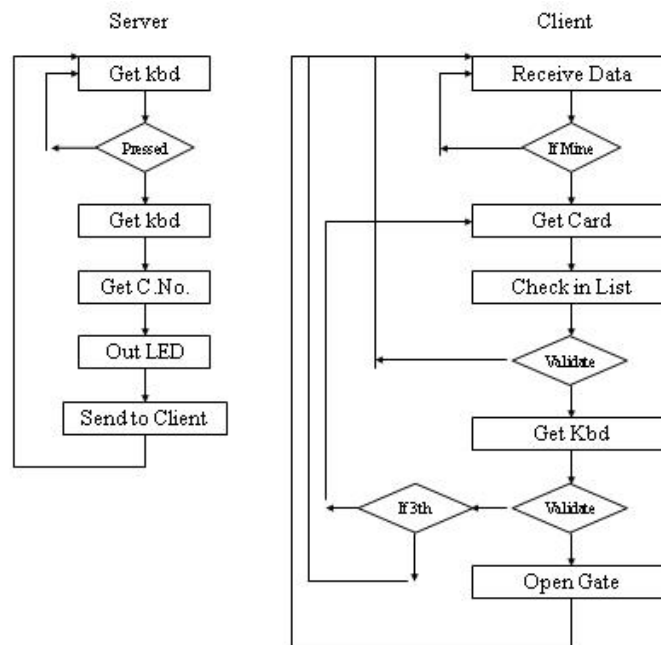 Server
Get kbd
Pressed
Get kbd
Get C.No.
Out LED
Send to Client
Client
Receive Data
If Mine
Get Card
Check in List
Validate
Get Kbd
If 3th
Validate
Open Gate